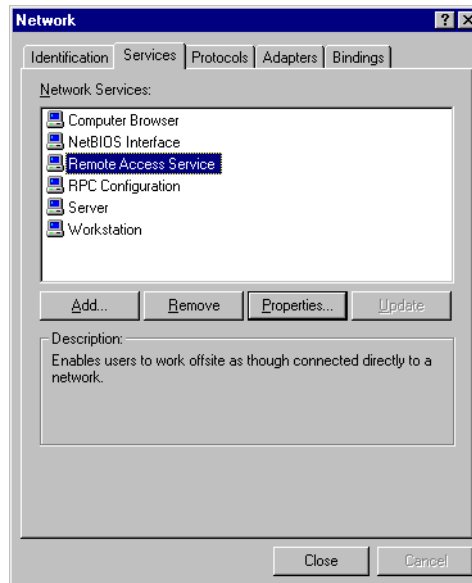 Network
Identification Services Protocols Adapters Bindings
Network Services:
Computer Browser
NetBIOS Interface
Remote Access Service
RPC Configuration
Server
Workstation
Add... Remove Properties... Update
Description:
Enables users to work offsite as though connected directly to a
network.
Close Cancel